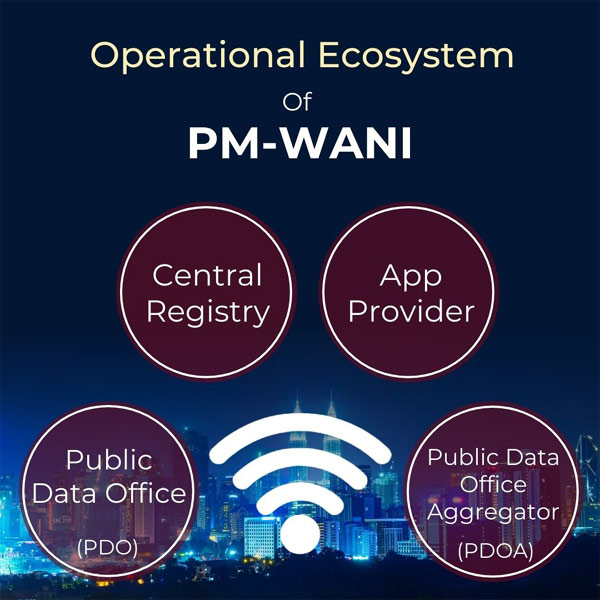 Operational Ecosystem
Of
PM-WANI
Central
Registry
App
Provider
Public
Data Office
(PDO)
Public Data
Office
Aggregator
(PDOA)